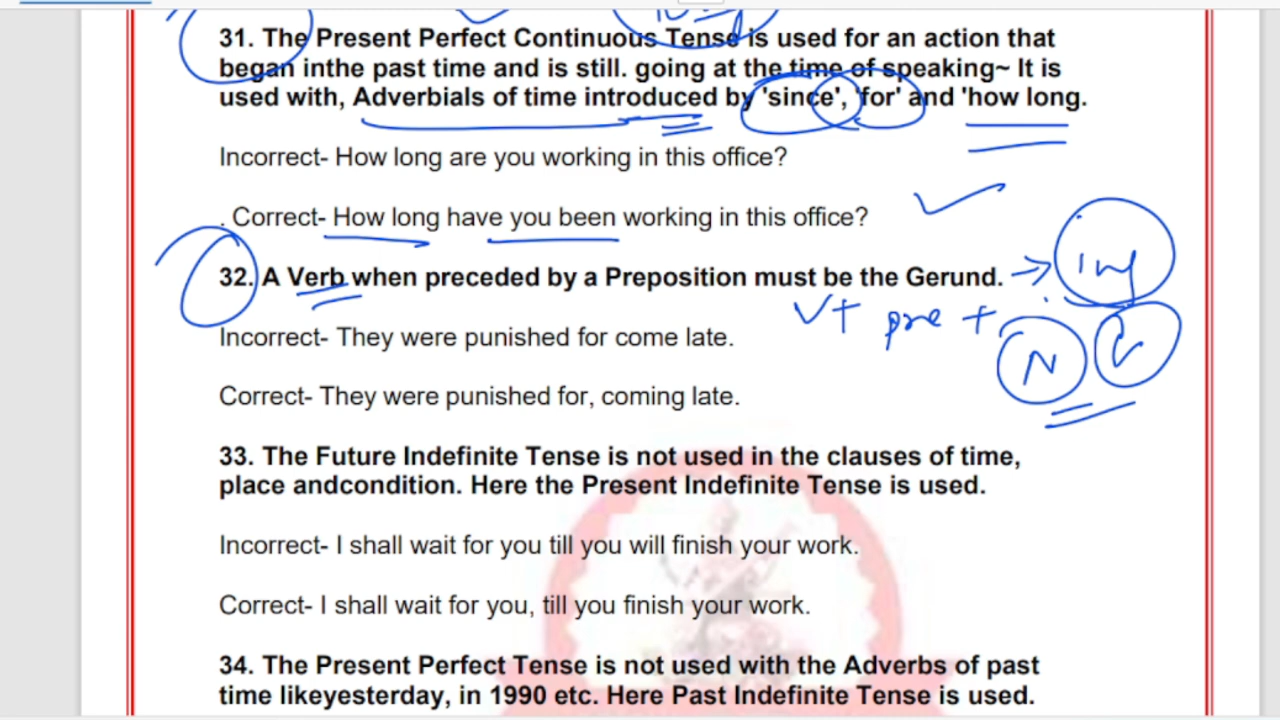 31. The Present Perfect Continuous Tense is used for an action that
began inthe past time and is still. going at the time of speaking~ It is
used with, Adverbials of time introduced by 'since', 'for' and 'how long.
Incorrect- How long are you working in this office?
. Correct- How long have you been working in this office?
32. A Verb when preceded by a Preposition must be the Gerund. → ing
V+ pre + N G
Incorrect- They were punished for come late.
Correct- They were punished for, coming late.
33. The Future Indefinite Tense is not used in the clauses of time,
place andcondition. Here the Present Indefinite Tense is used.
Incorrect- I shall wait for you till you will finish your work.
Correct- I shall wait for you, till you finish your work.
34. The Present Perfect Tense is not used with the Adverbs of past
time likeyesterday, in 1990 etc. Here Past Indefinite Tense is used.